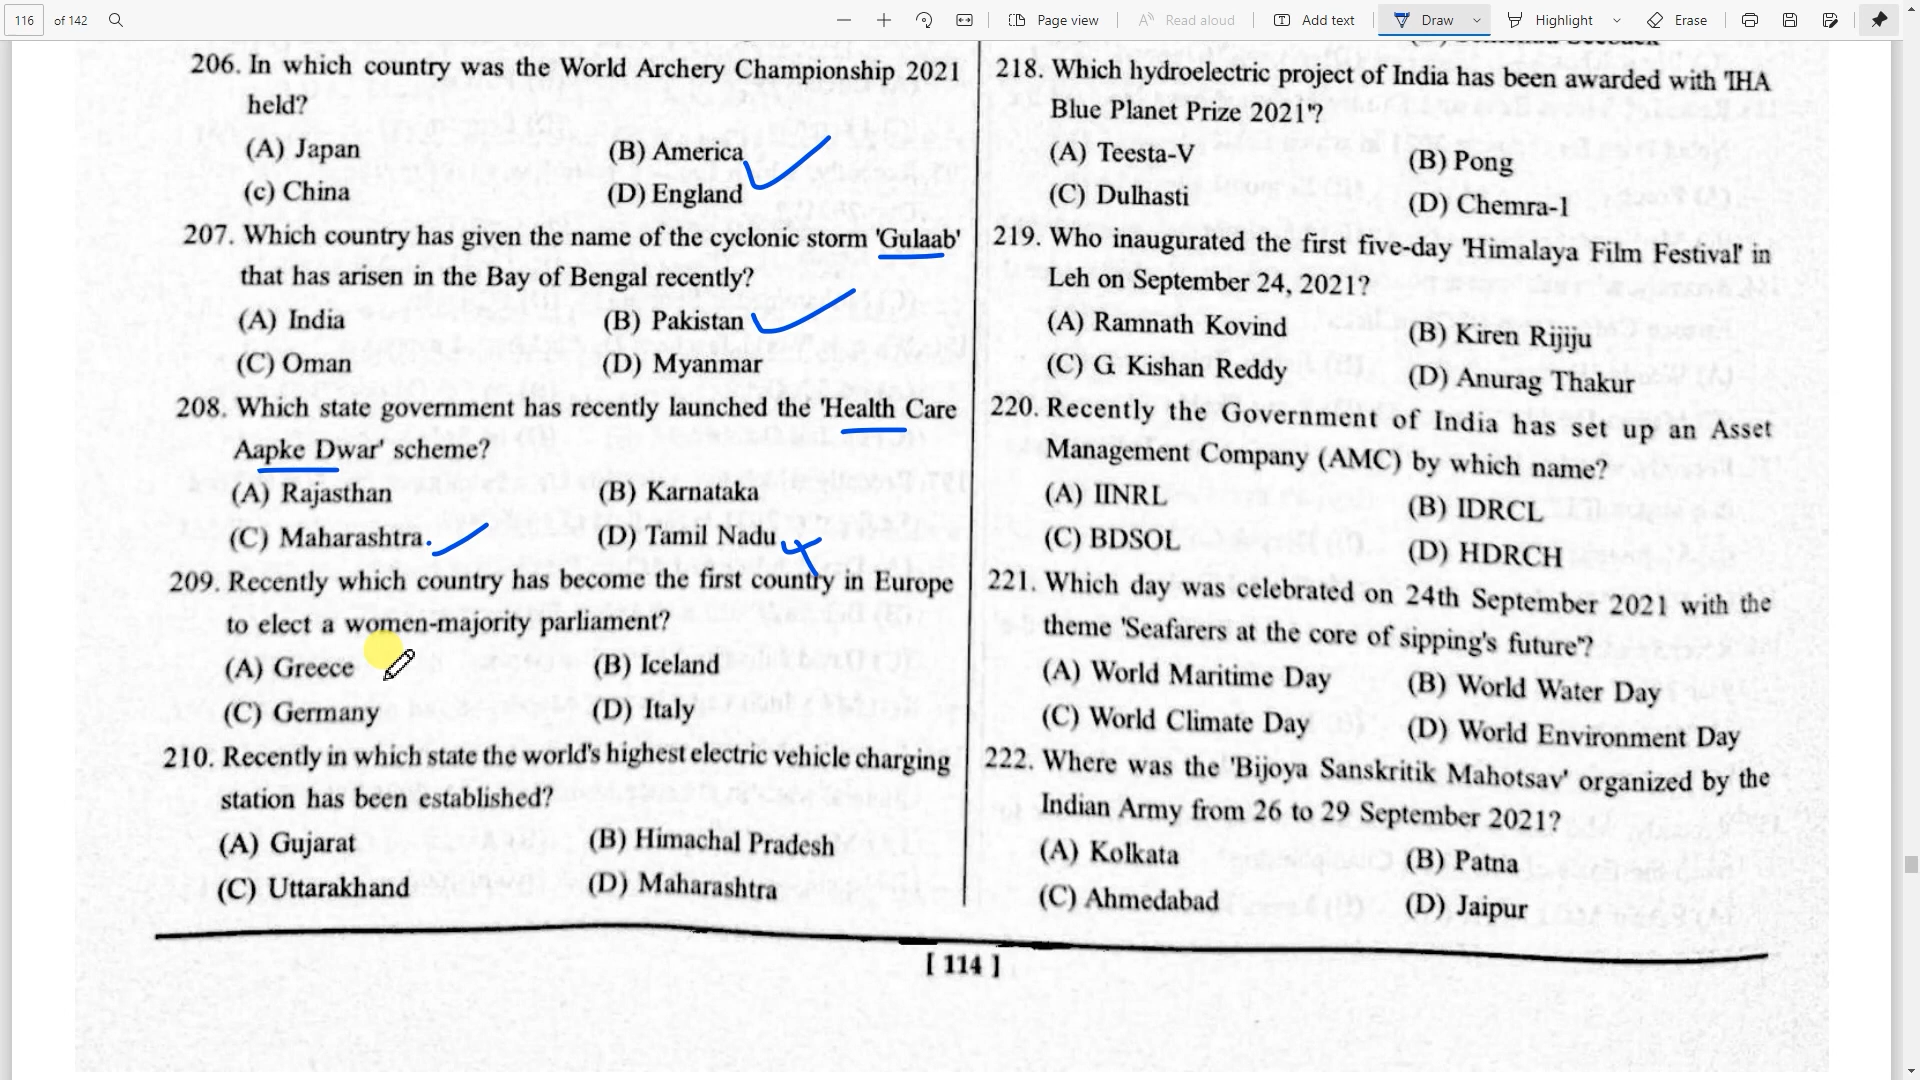 116 of 142 Page view Read aloud Add text Draw Highlight Erase
206. In which country was the World Archery Championship 2021
held?
(A) Japan (B) America
(c) China (D) England
207. Which country has given the name of the cyclonic storm 'Gulaab'
that has arisen in the Bay of Bengal recently?
(A) India (B) Pakistan
(C) Oman (D) Myanmar
208. Which state government has recently launched the 'Health Care
Aapke Dwar' scheme?
(A) Rajasthan (B) Karnataka
(C) Maharashtra. (D) Tamil Nadu
209. Recently which country has become the first country in Europe
to elect a women-majority parliament?
(A) Greece (B) Iceland
(C) Germany (D) Italy
210. Recently in which state the world's highest electric vehicle charging
station has been established?
(A) Gujarat (B) Himachal Pradesh
(C) Uttarakhand (D) Maharashtra
218. Which hydroelectric project of India has been awarded with 'IHA
Blue Planet Prize 2021'?
(A) Teesta-V (B) Pong
(C) Dulhasti (D) Chemra-1
219. Who inaugurated the first five-day 'Himalaya Film Festival' in
Leh on September 24, 2021?
(A) Ramnath Kovind (B) Kiren Rijiju
(C) G. Kishan Reddy (D) Anurag Thakur
220. Recently the Government of India has set up an Asset
Management Company (AMC) by which name?
(A) IINRL (B) IDRCL
(C) BDSOL (D) HDRCH
221. Which day was celebrated on 24th September 2021 with the
theme 'Seafarers at the core of sipping's future'?
(A) World Maritime Day (B) World Water Day
(C) World Climate Day (D) World Environment Day
222. Where was the 'Bijoya Sanskritik Mahotsav' organized by the
Indian Army from 26 to 29 September 2021?
(A) Kolkata (B) Patna
(C) Ahmedabad (D) Jaipur
[ 114 ]